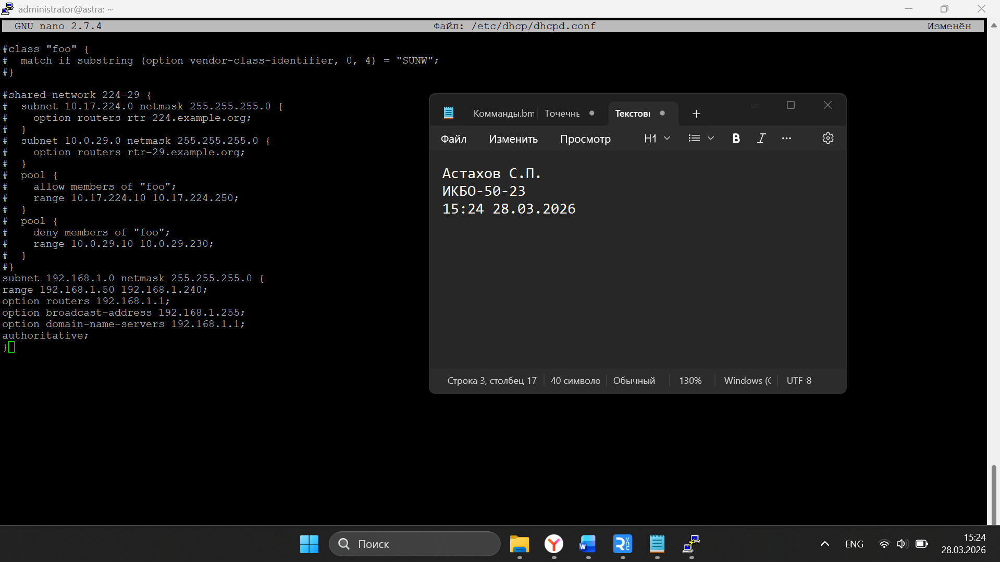 administrator@astra: ~
GNU nano 2.7.4 Файл: /etc/dhcp/dhcpd.conf Изменён
#class "foo" {
#  match if substring (option vendor-class-identifier, 0, 4) = "SUNW";
#}
#shared-network 224-29 {
#  subnet 10.17.224.0 netmask 255.255.255.0 {
#    option routers rtr-224.example.org;
#  }
#  subnet 10.0.29.0 netmask 255.255.255.0 {
#    option routers rtr-29.example.org;
#  }
#  pool {
#    allow members of "foo";
#    range 10.17.224.10 10.17.224.250;
#  }
#  pool {
#    deny members of "foo";
#    range 10.0.29.10 10.0.29.230;
#  }
#}
subnet 192.168.1.0 netmask 255.255.255.0 {
range 192.168.1.50 192.168.1.240;
option routers 192.168.1.1;
option broadcast-address 192.168.1.255;
option domain-name-servers 192.168.1.1;
authoritative;
}
Комманды.bm Точечнь Текстовь
Файл Изменить Просмотр H1 B I
Астахов С.П.
ИКБО-50-23
15:24 28.03.2026
Строка 3, столбец 17 40 символо Обычный 130% Windows (C UTF-8
Поиск
ENG
15:24
28.03.2026